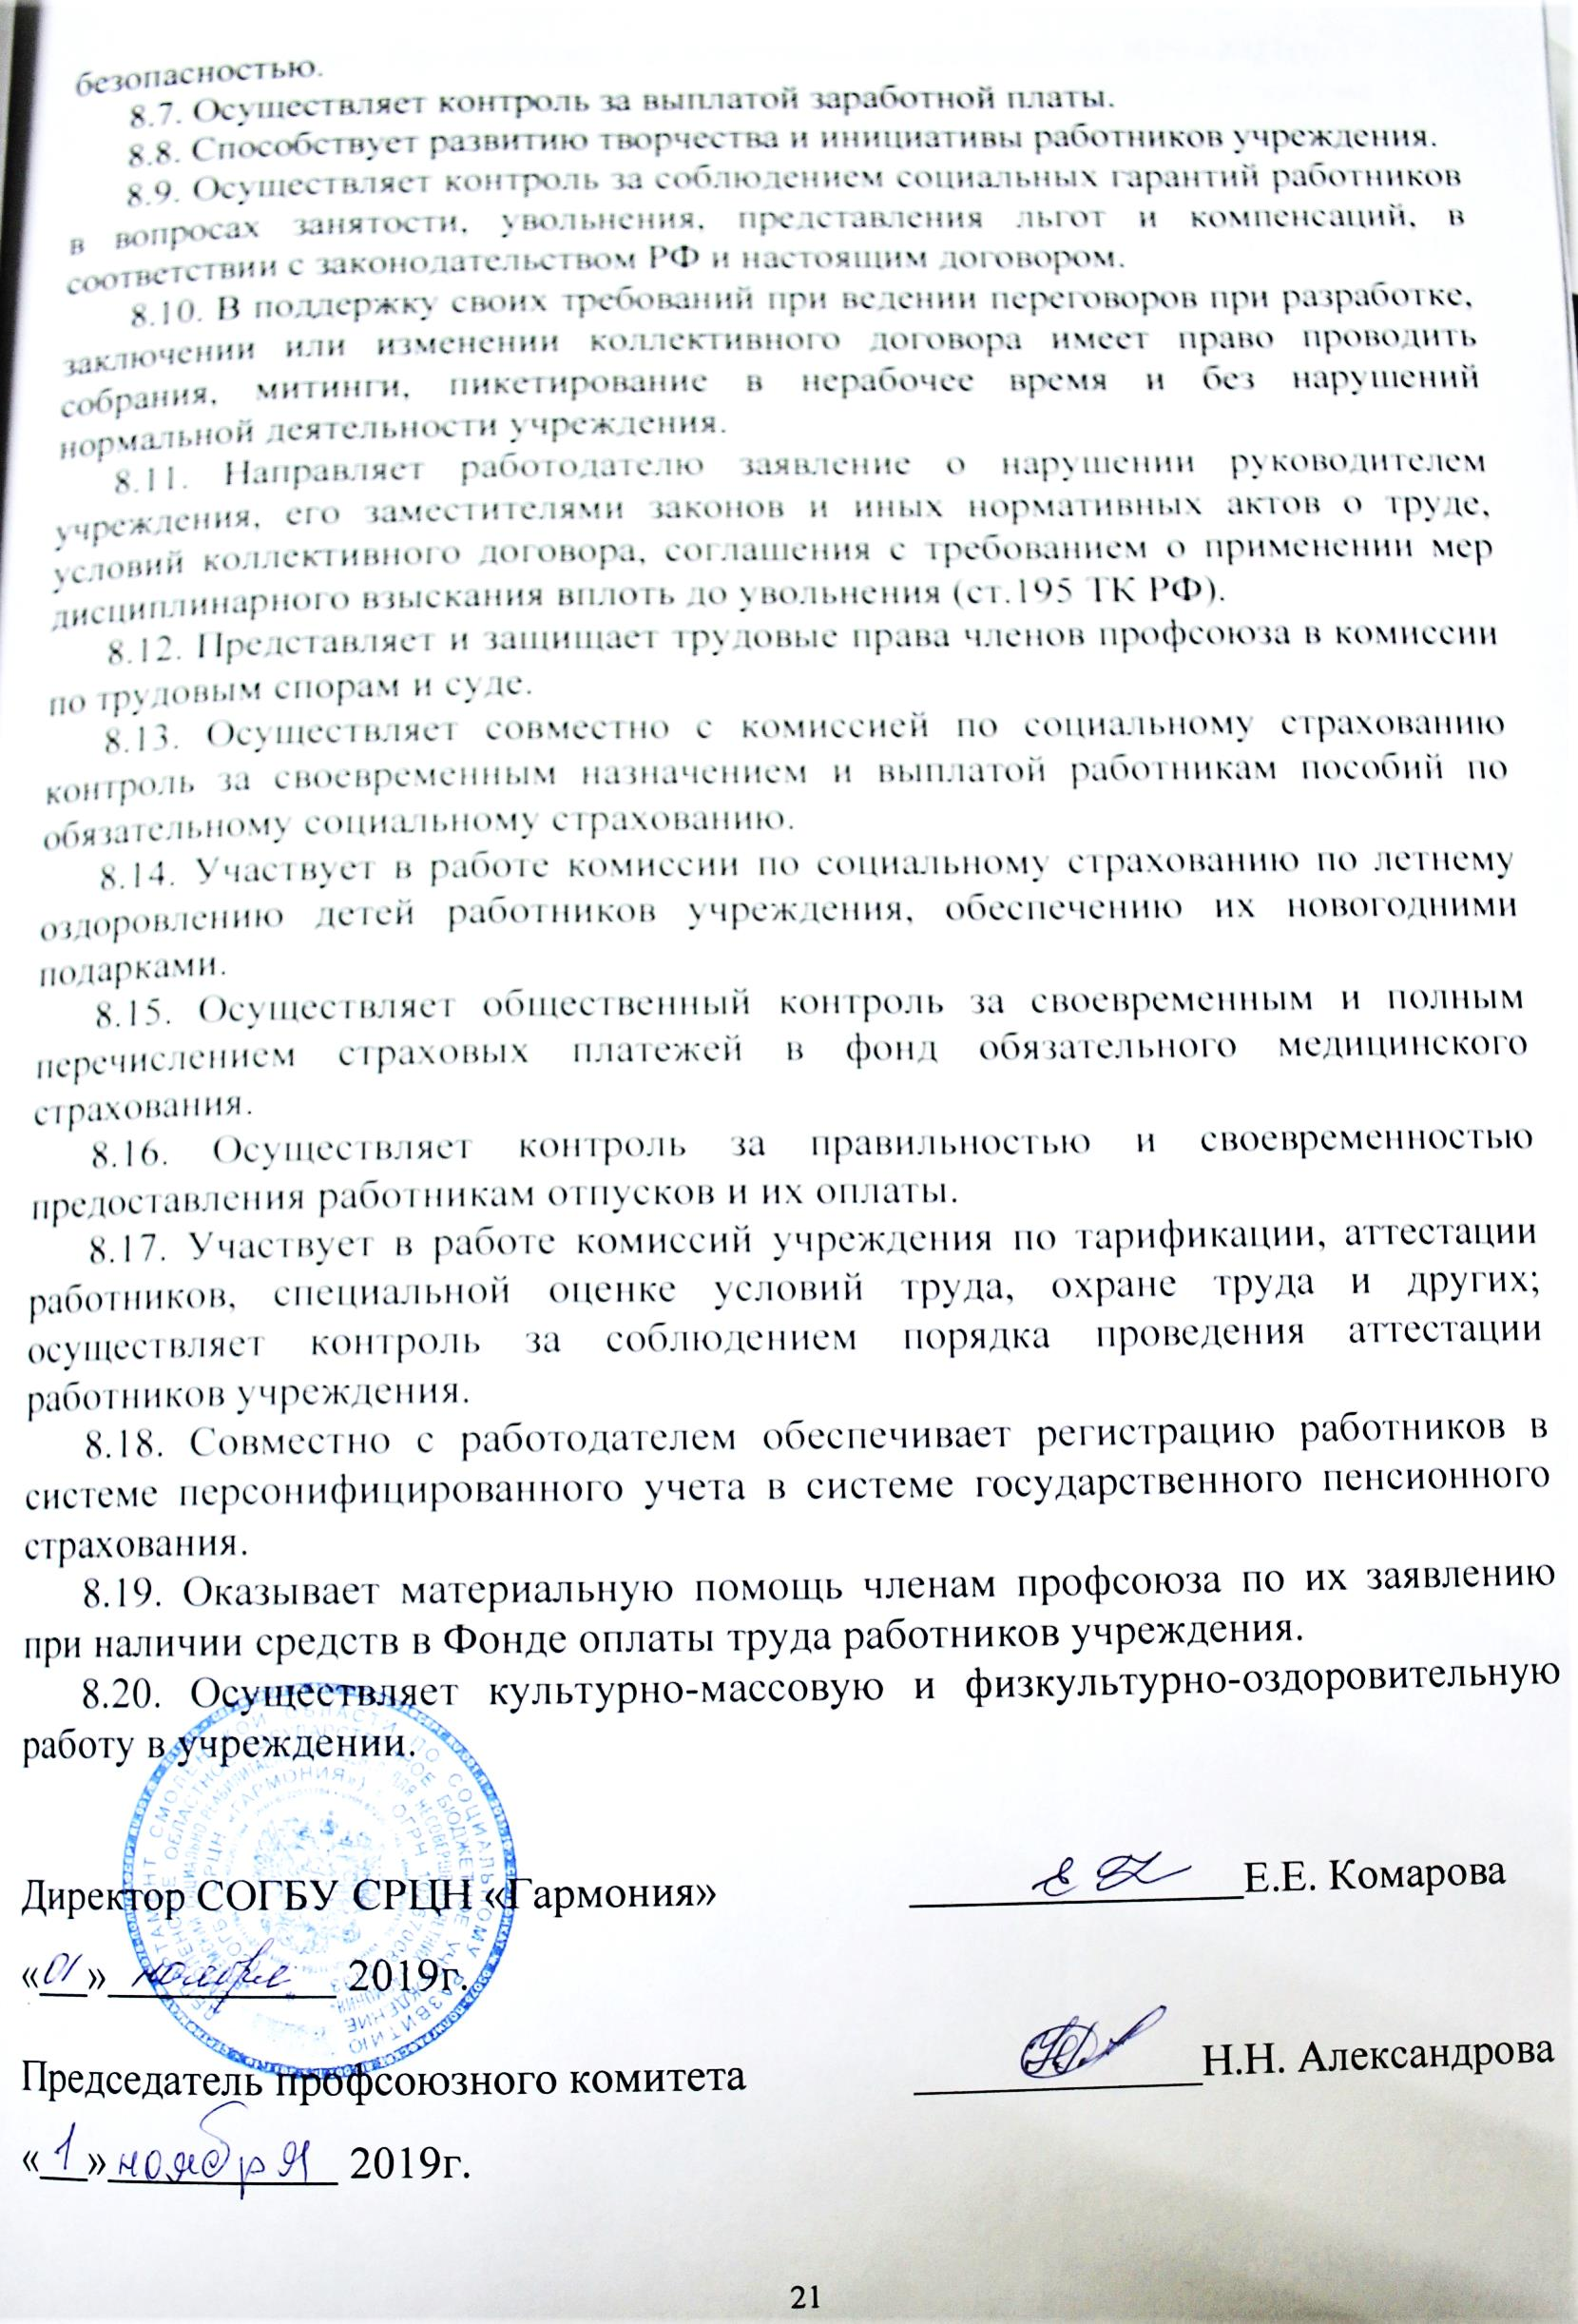 безопасностью.
8.7. Осуществляет контроль за выплатой заработной платы.
8.8. Способствует развитию творчества и инициативы работников учреждения.
8.9. Осуществляет контроль за соблюдением социальных гарантий работников
в вопросах занятости, увольнения, представления льгот и компенсаций, в
соответствии с законодательством РФ и настоящим договором.
8.10. В поддержку своих требований при ведении переговоров при разработке,
заключении или изменении коллективного договора имеет право проводить
собрания, митинги, пикетирование в нерабочее время и без нарушений
нормальной деятельности учреждения.
8.11. Направляет работодателю заявление о нарушении руководителем
учреждения, его заместителями законов и иных нормативных актов о труде,
условий коллективного договора, соглашения с требованием о применении мер
дисциплинарного взыскания вплоть до увольнения (ст.195 ТК РФ).
8.12. Представляет и защищает трудовые права членов профсоюза в комиссии
по трудовым спорам и суде.
8.13. Осуществляет совместно с комиссией по социальному страхованию
контроль за своевременным назначением и выплатой работникам пособий по
обязательному социальному страхованию.
8.14. Участвует в работе комиссии по социальному страхованию по летнему
оздоровлению детей работников учреждения, обеспечению их новогодними
подарками.
8.15. Осуществляет общественный контроль за своевременным и полным
перечислением страховых платежей в фонд обязательного медицинского
страхования.
8.16. Осуществляет контроль за правильностью и своевременностью
предоставления работникам отпусков и их оплаты.
8.17. Участвует в работе комиссий учреждения по тарификации, аттестации
работников, специальной оценке условий труда, охране труда и других;
осуществляет контроль за соблюдением порядка проведения аттестации
работников учреждения.
8.18. Совместно с работодателем обеспечивает регистрацию работников в
системе персонифицированного учета в системе государственного пенсионного
страхования.
8.19. Оказывает материальную помощь членам профсоюза по их заявлению
при наличии средств в Фонде оплаты труда работников учреждения.
8.20. Осуществляет культурно-массовую и физкультурно-оздоровительную
работу в учреждении.
Директор СОГБУ СРЦН «Гармония» Е.Е. Комарова
«01» ноября 2019г.
Председатель профсоюзного комитета Н.Н. Александрова
«1» ноября 2019г.
21